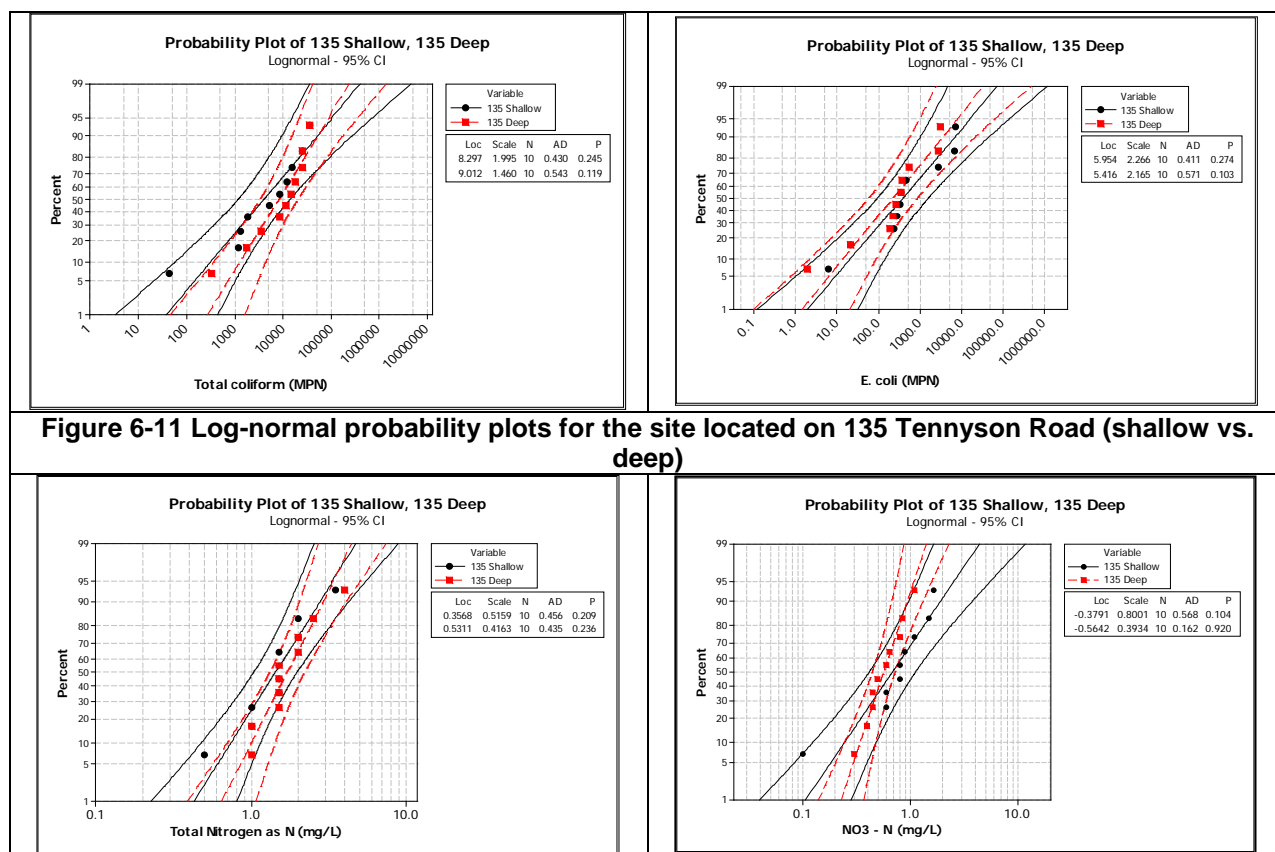 Probability Plot of 135 Shallow, 135 Deep
Lognormal - 95% CI
99
95
90
80
70
60
50
40
30
20
10
5
1
Percent
1
10
100
1000
10000
100000
1000000
10000000
Total coliform (MPN)
Variable
135 Shallow
135 Deep
Loc Scale N AD P
8.297 1.995 10 0.430 0.245
9.012 1.460 10 0.543 0.119
Probability Plot of 135 Shallow, 135 Deep
Lognormal - 95% CI
99
95
90
80
70
60
50
40
30
20
10
5
1
Percent
0.1
1.0
10.0
100.0
1000.0
10000.0
100000.0
1000000.0
E. coli (MPN)
Variable
135 Shallow
135 Deep
Loc Scale N AD P
5.954 2.266 10 0.411 0.274
5.416 2.165 10 0.571 0.103
Figure 6-11 Log-normal probability plots for the site located on 135 Tennyson Road (shallow vs.
deep)
Probability Plot of 135 Shallow, 135 Deep
Lognormal - 95% CI
99
95
90
80
70
60
50
40
30
20
10
5
1
Percent
0.1
1.0
10.0
Total Nitrogen as N (mg/L)
Variable
135 Shallow
135 Deep
Loc Scale N AD P
0.3568 0.5159 10 0.456 0.209
0.5311 0.4163 10 0.435 0.236
Probability Plot of 135 Shallow, 135 Deep
Lognormal - 95% CI
99
95
90
80
70
60
50
40
30
20
10
5
1
Percent
0.1
1.0
10.0
NO3 - N (mg/L)
Variable
135 Shallow
135 Deep
Loc Scale N AD P
-0.3791 0.8001 10 0.568 0.104
-0.5642 0.3934 10 0.162 0.920